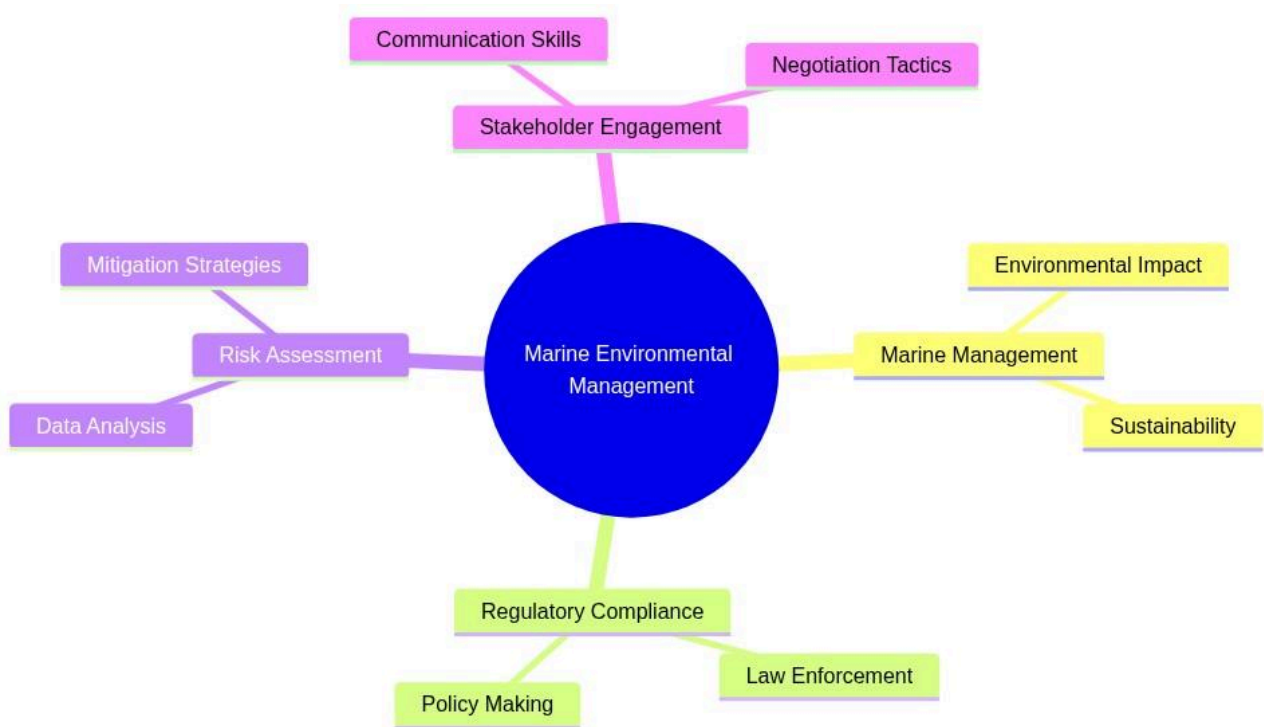 Communication Skills
Negotiation Tactics
Stakeholder Engagement
Mitigation Strategies
Environmental Impact
Risk Assessment
Marine Environmental
Management
Marine Management
Data Analysis
Sustainability
Regulatory Compliance
Law Enforcement
Policy Making